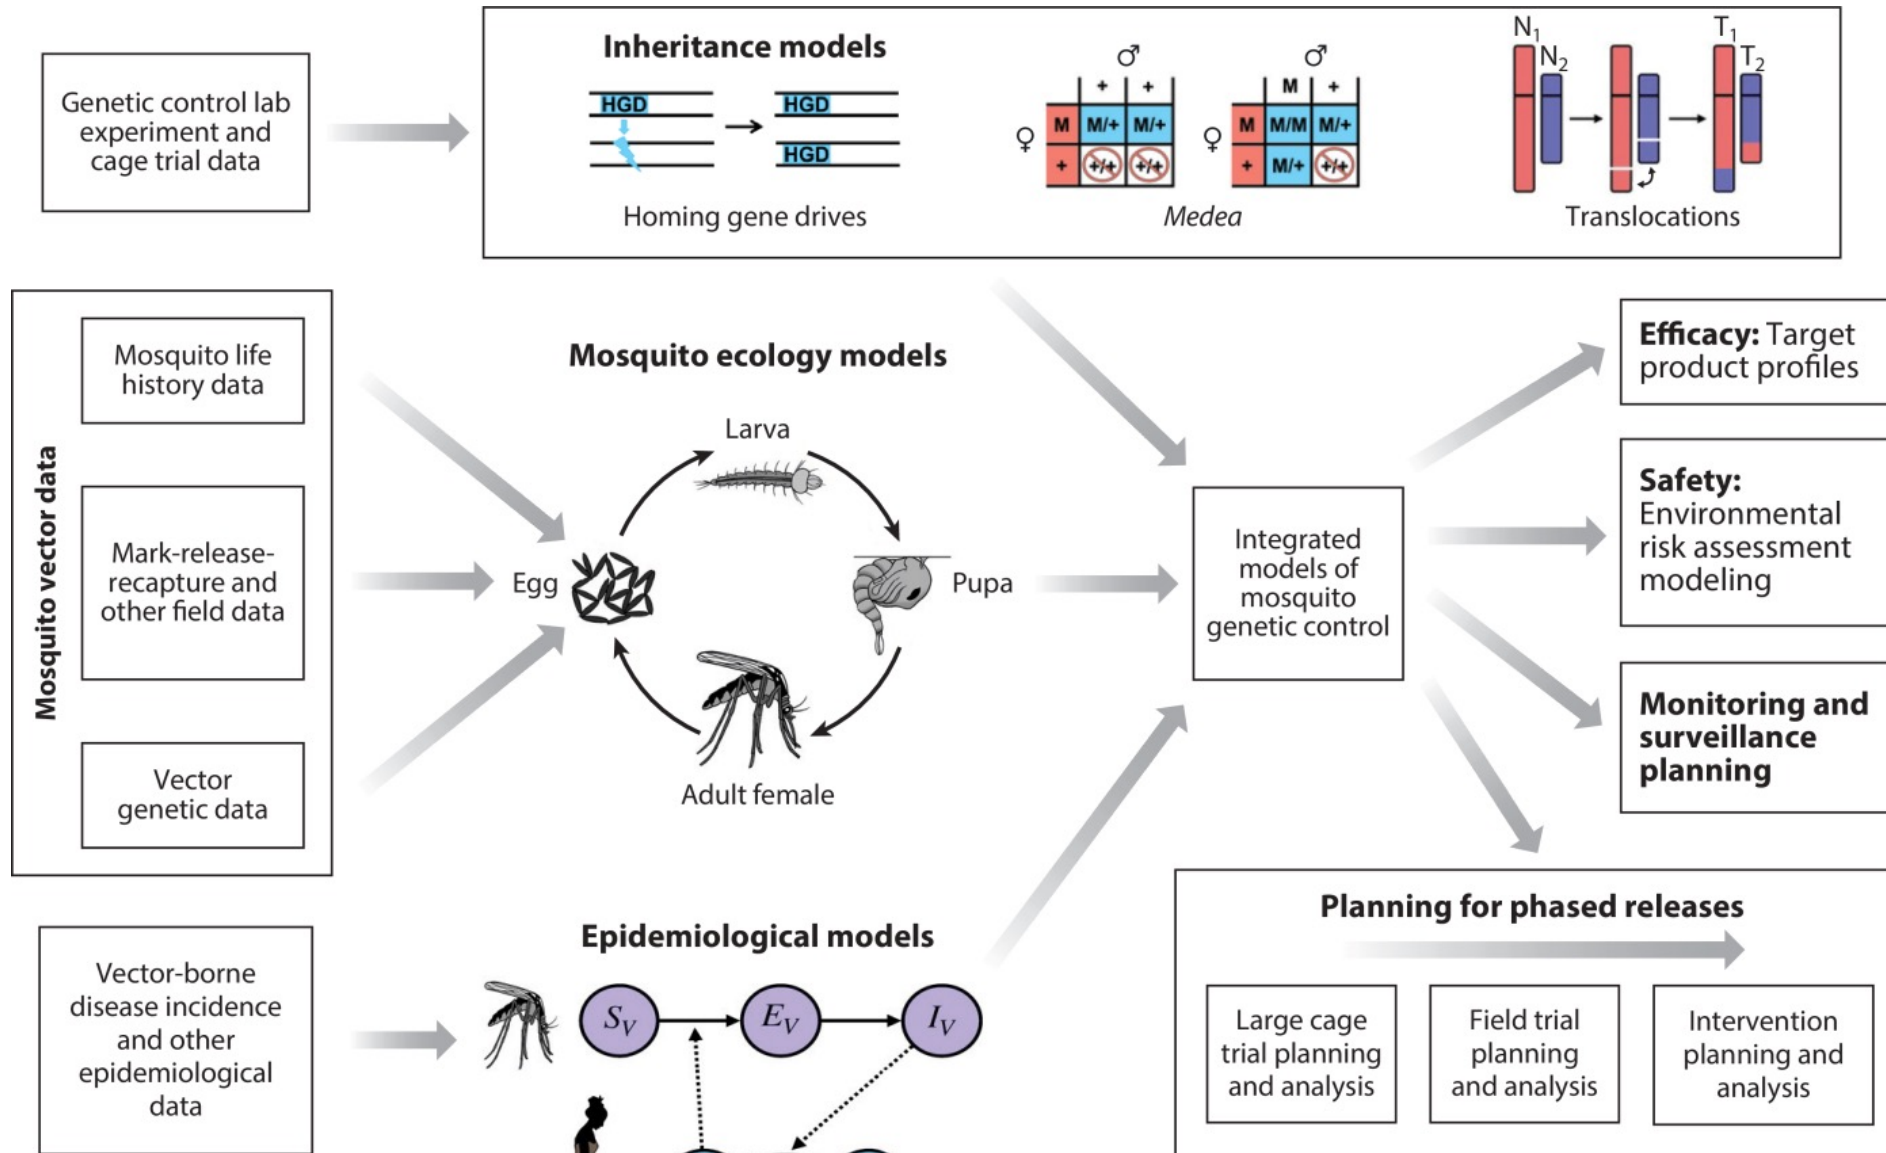 Genetic control lab
experiment and
cage trial data
Inheritance models
HGD
HGD
HGD
Homing gene drives
♂
+ +
♀
M M/+ M/+
+ +/+ +/+
♂
M +
♀
M M/M M/+
+ M/+ +/+
Medea
N1
N2
T1
T2
Translocations
Mosquito vector data
Mosquito life
history data
Mark-release-
recapture and
other field data
Vector
genetic data
Mosquito ecology models
Larva
Egg
Pupa
Adult female
Integrated
models of
mosquito
genetic control
Efficacy: Target
product profiles
Safety:
Environmental
risk assessment
modeling
Monitoring and
surveillance
planning
Vector-borne
disease incidence
and other
epidemiological
data
Epidemiological models
SV
EV
IV
Planning for phased releases
Large cage
trial planning
and analysis
Field trial
planning
and analysis
Intervention
planning and
analysis